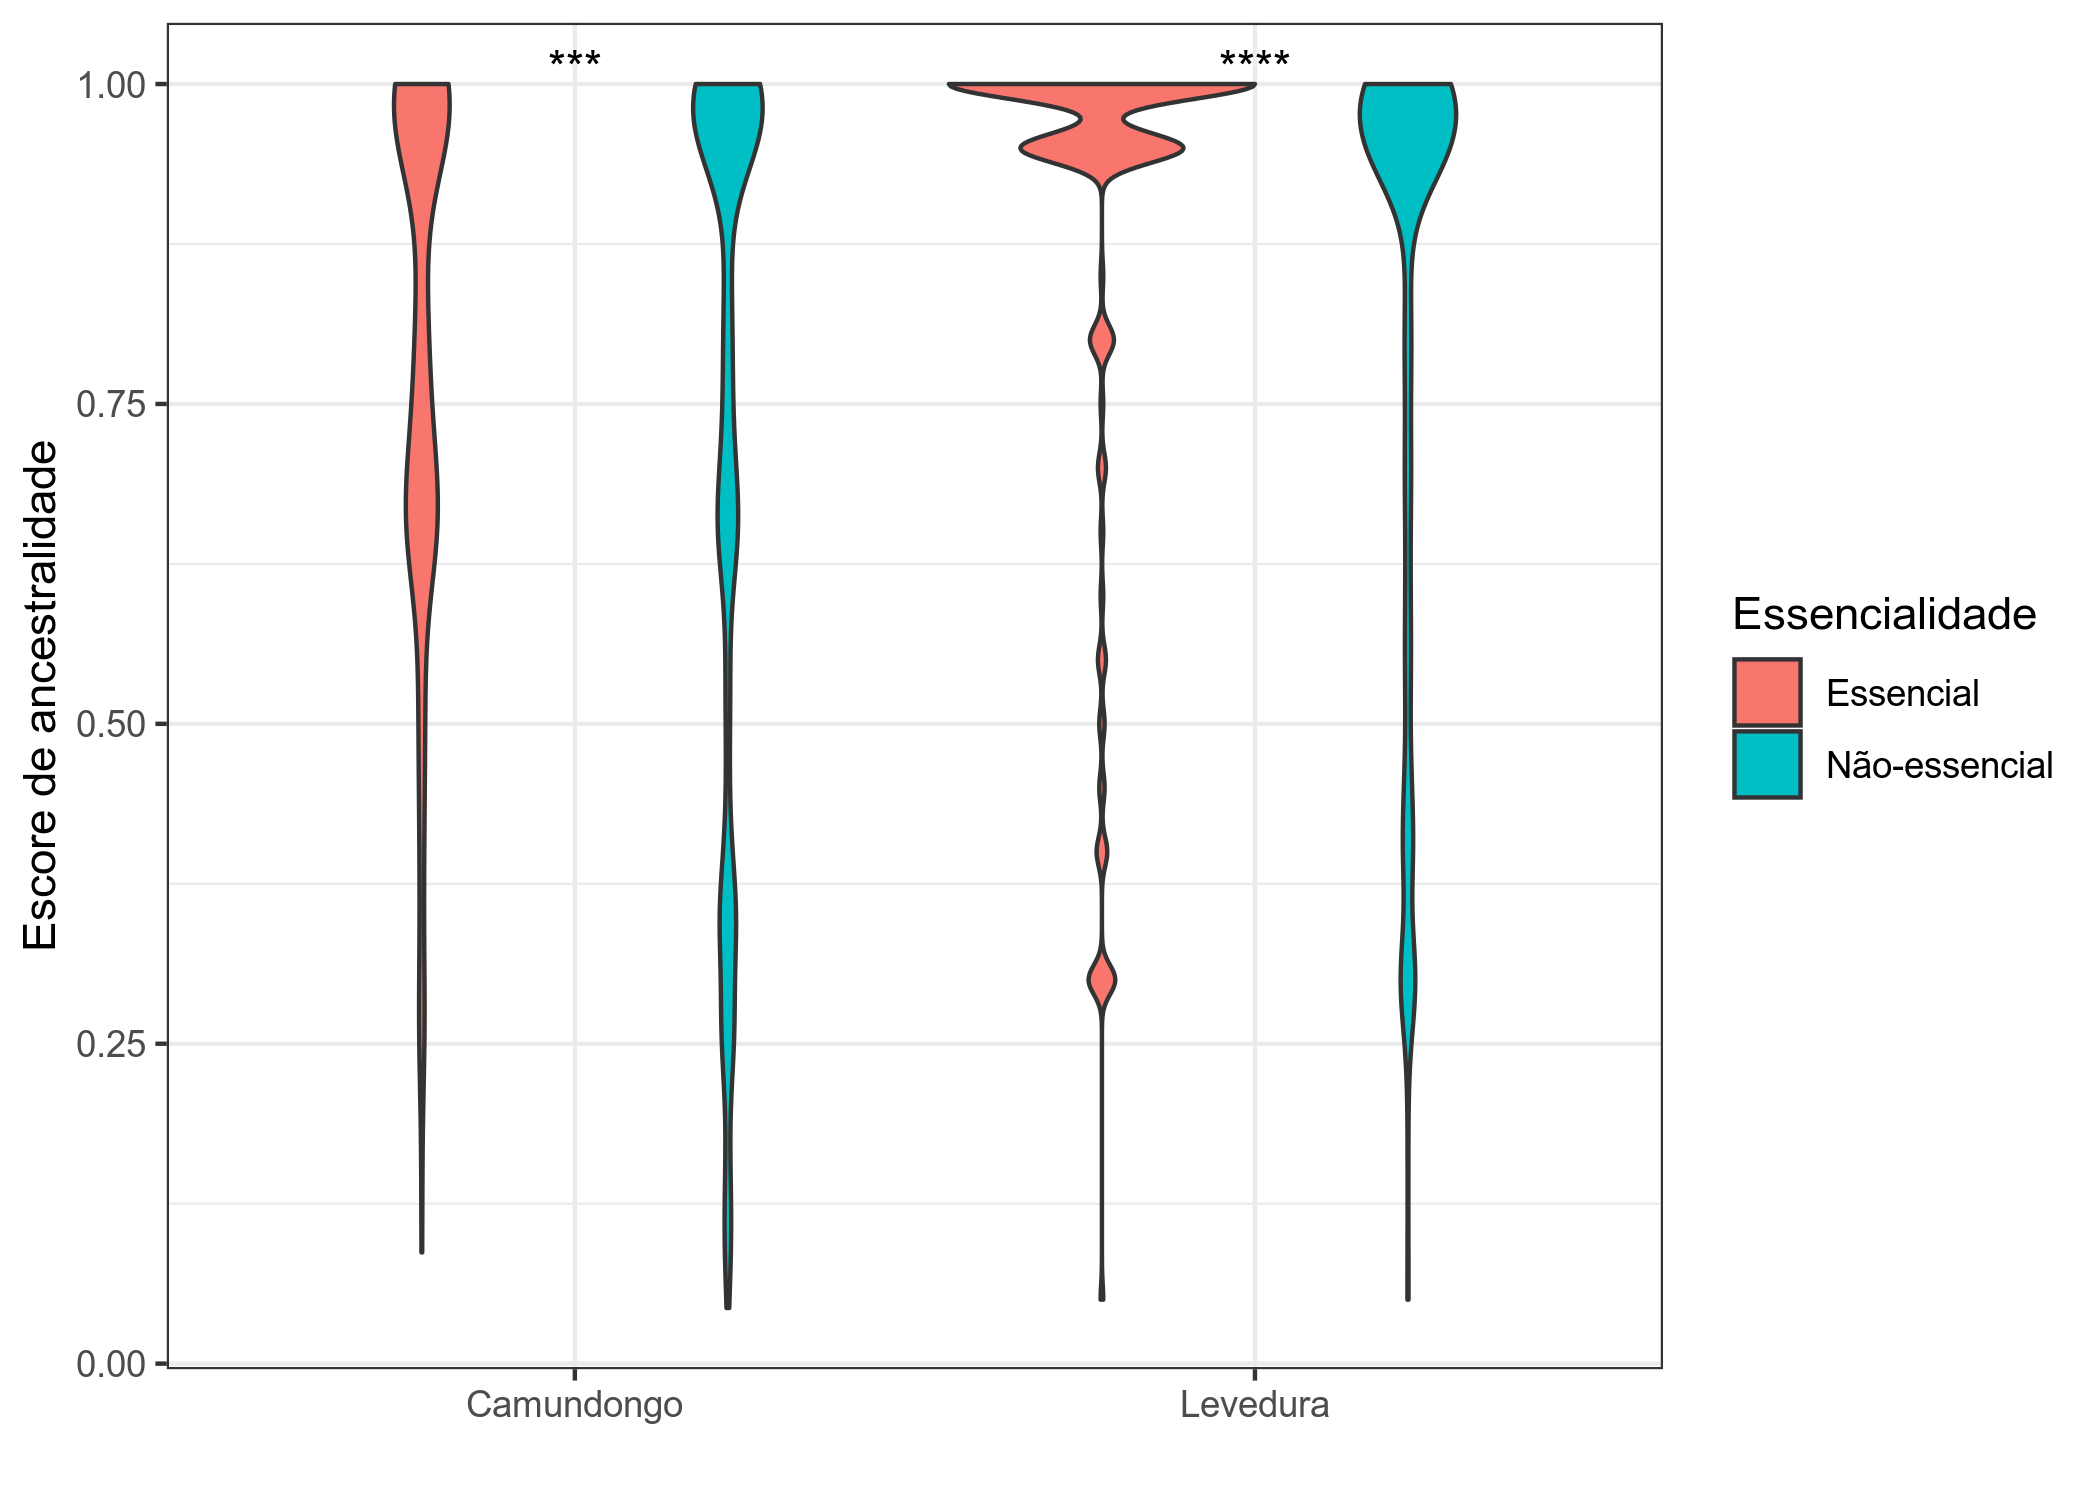 Escore de ancestralidade
1.00
0.75
0.50
0.25
0.00
***
****
Camundongo
Levedura
Essencialidade
Essencial
Não-essencial